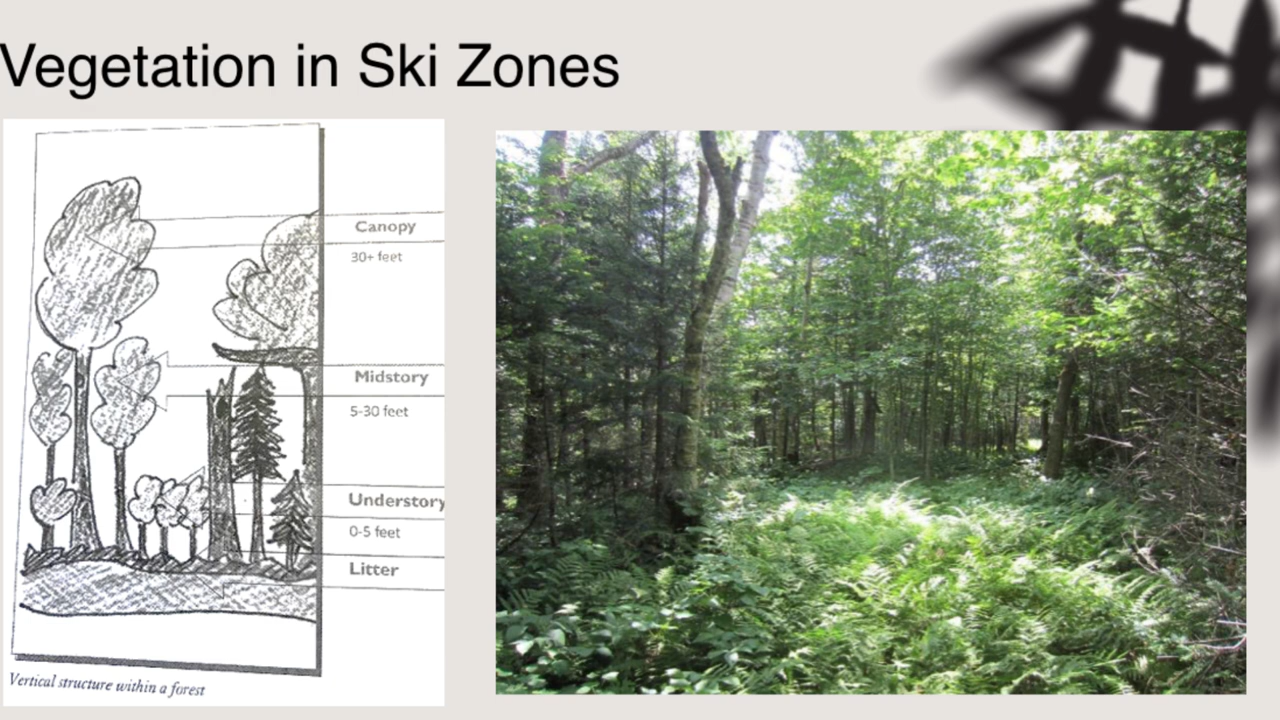 Vegetation in Ski Zones
Canopy
30+ feet
Midstory
5-30 feet
Understory
0-5 feet
Litter
Vertical structure within a forest